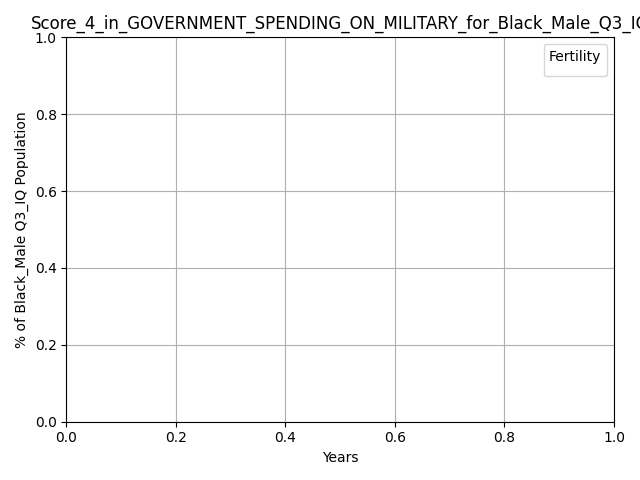 Score_4_in_GOVERNMENT_SPENDING_ON_MILITARY_for_Black_Male_Q3_IQ
Fertility
% of Black_Male Q3_IQ Population
1.0
0.8
0.6
0.4
0.2
0.0
0.0 0.2 0.4 0.6 0.8 1.0
Years